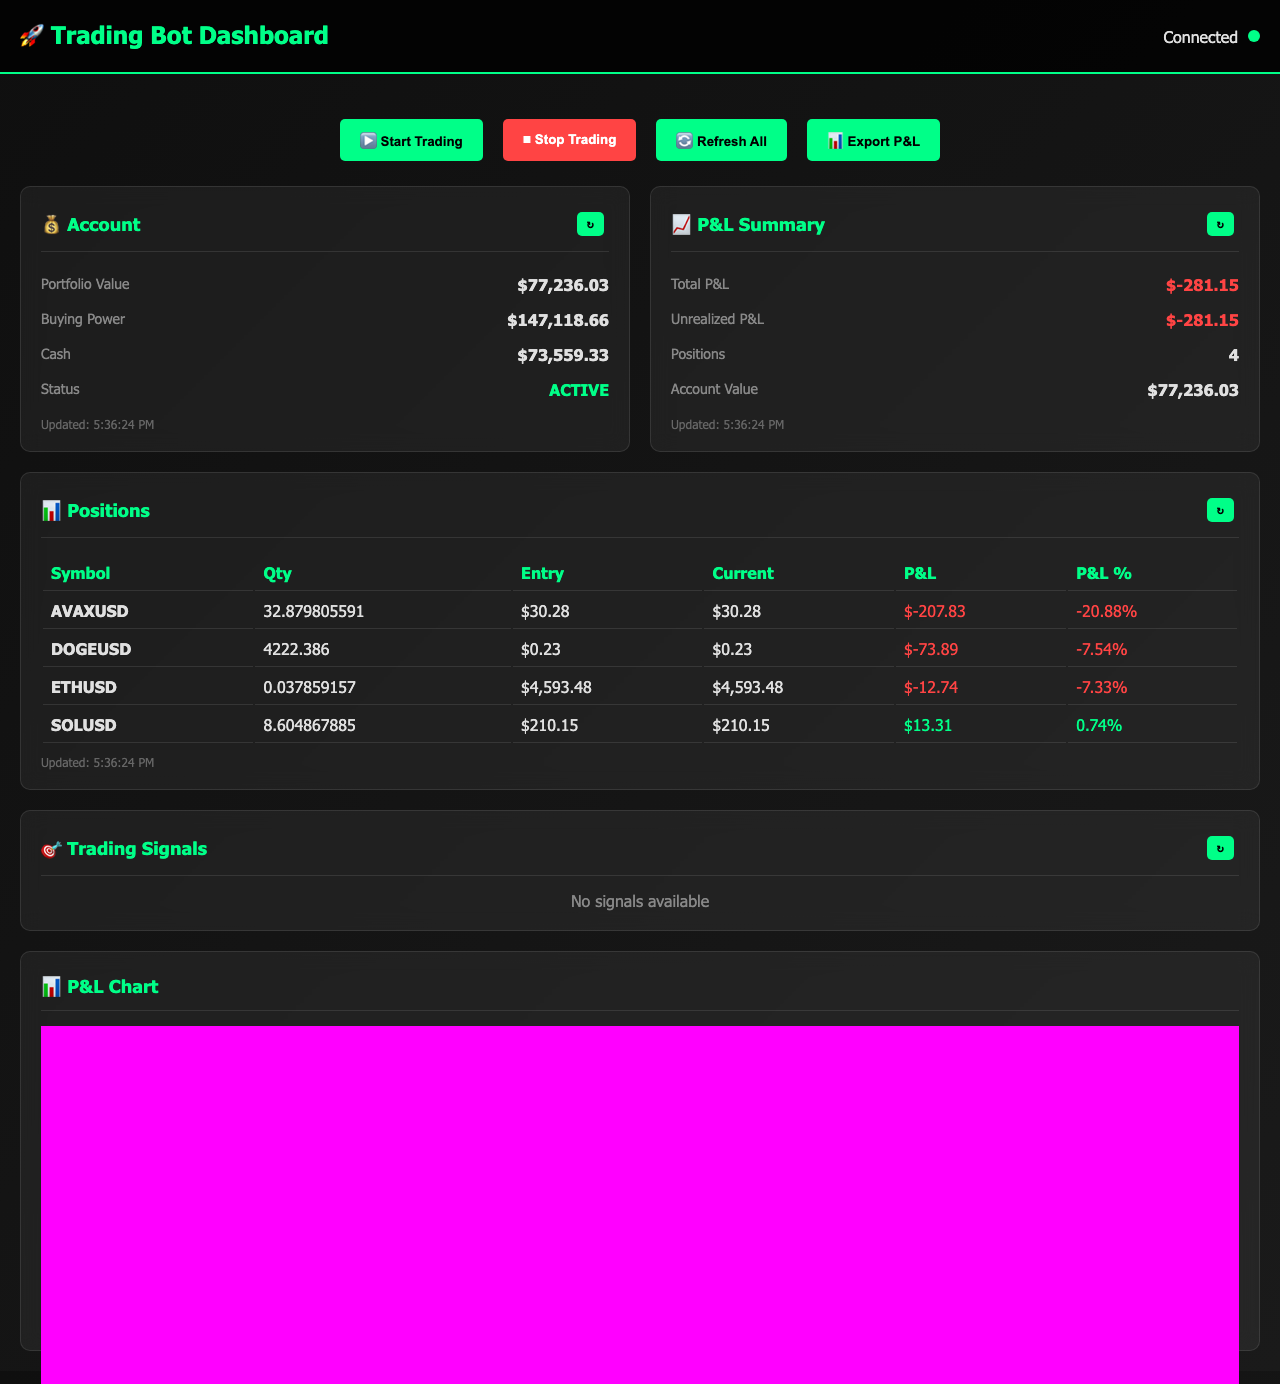 🚀 Trading Bot Dashboard
Connected
▶️ Start Trading
⏹ Stop Trading
🔄 Refresh All
📊 Export P&L
💰 Account
↻
Portfolio Value $77,236.03
Buying Power $147,118.66
Cash $73,559.33
Status ACTIVE
Updated: 5:36:24 PM
📈 P&L Summary
↻
Total P&L $-281.15
Unrealized P&L $-281.15
Positions 4
Account Value $77,236.03
Updated: 5:36:24 PM
📊 Positions
↻
Symbol Qty Entry Current P&L P&L %
AVAXUSD 32.879805591 $30.28 $30.28 $-207.83 -20.88%
DOGEUSD 4222.386 $0.23 $0.23 $-73.89 -7.54%
ETHUSD 0.037859157 $4,593.48 $4,593.48 $-12.74 -7.33%
SOLUSD 8.604867885 $210.15 $210.15 $13.31 0.74%
Updated: 5:36:24 PM
🎯 Trading Signals
↻
No signals available
📊 P&L Chart